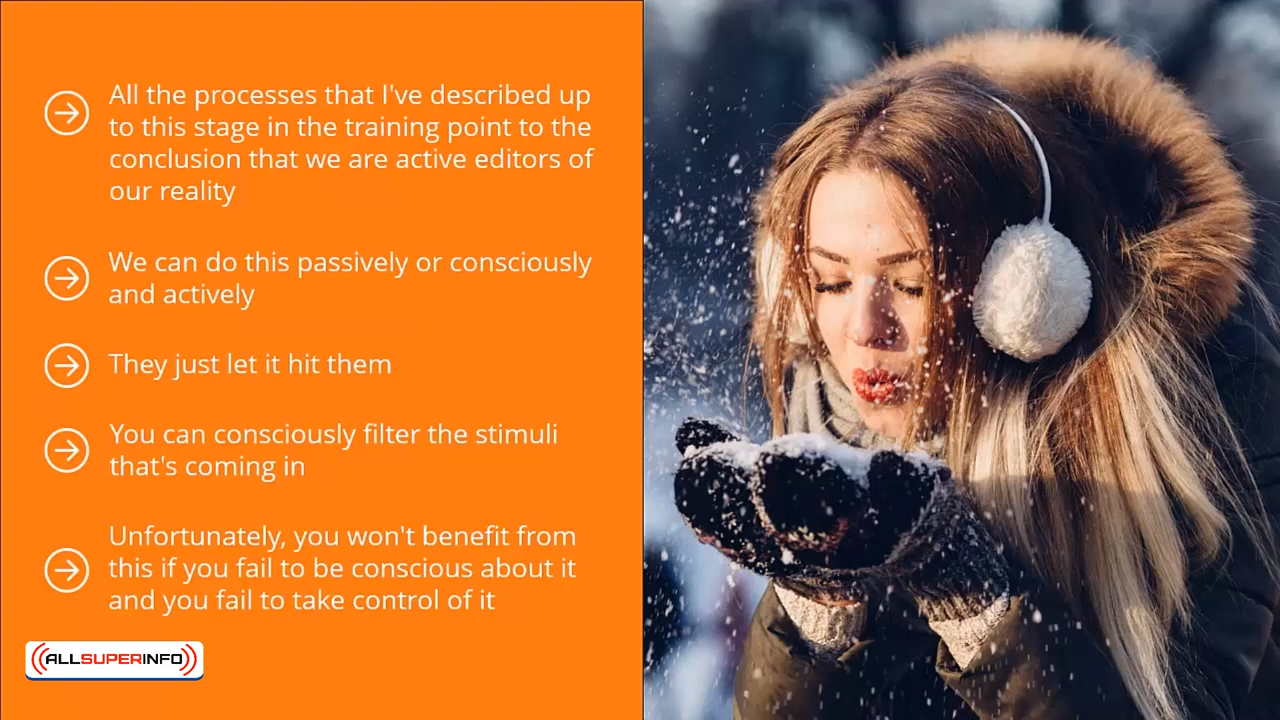 All the processes that I've described up
to this stage in the training point to the
conclusion that we are active editors of
our reality
We can do this passively or consciously
and actively
They just let it hit them
You can consciously filter the stimuli
that's coming in
Unfortunately, you won't benefit from
this if you fail to be conscious about it
and you fail to take control of it
ALLSUPERINFO